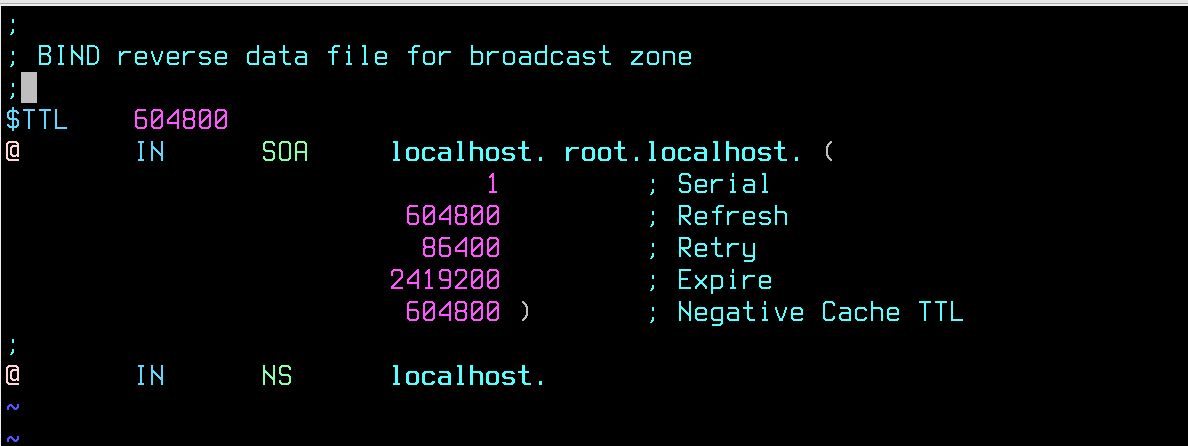 ;
; BIND reverse data file for broadcast zone
;
$TTL    604800
@       IN      SOA     localhost. root.localhost. (
                              1         ; Serial
                         604800         ; Refresh
                          86400         ; Retry
                        2419200         ; Expire
                         604800 )       ; Negative Cache TTL
;
@       IN      NS      localhost.
~
~